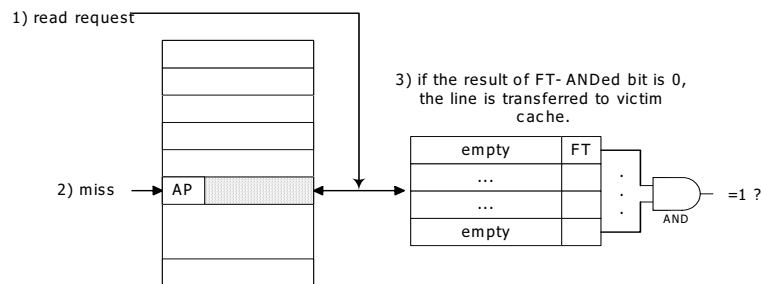 1) read request
3) if the result of FT- ANDed bit is 0,
the line is transferred to victim
cache.
empty FT
2) miss AP
...
...
empty
.
.
.
AND
=1 ?